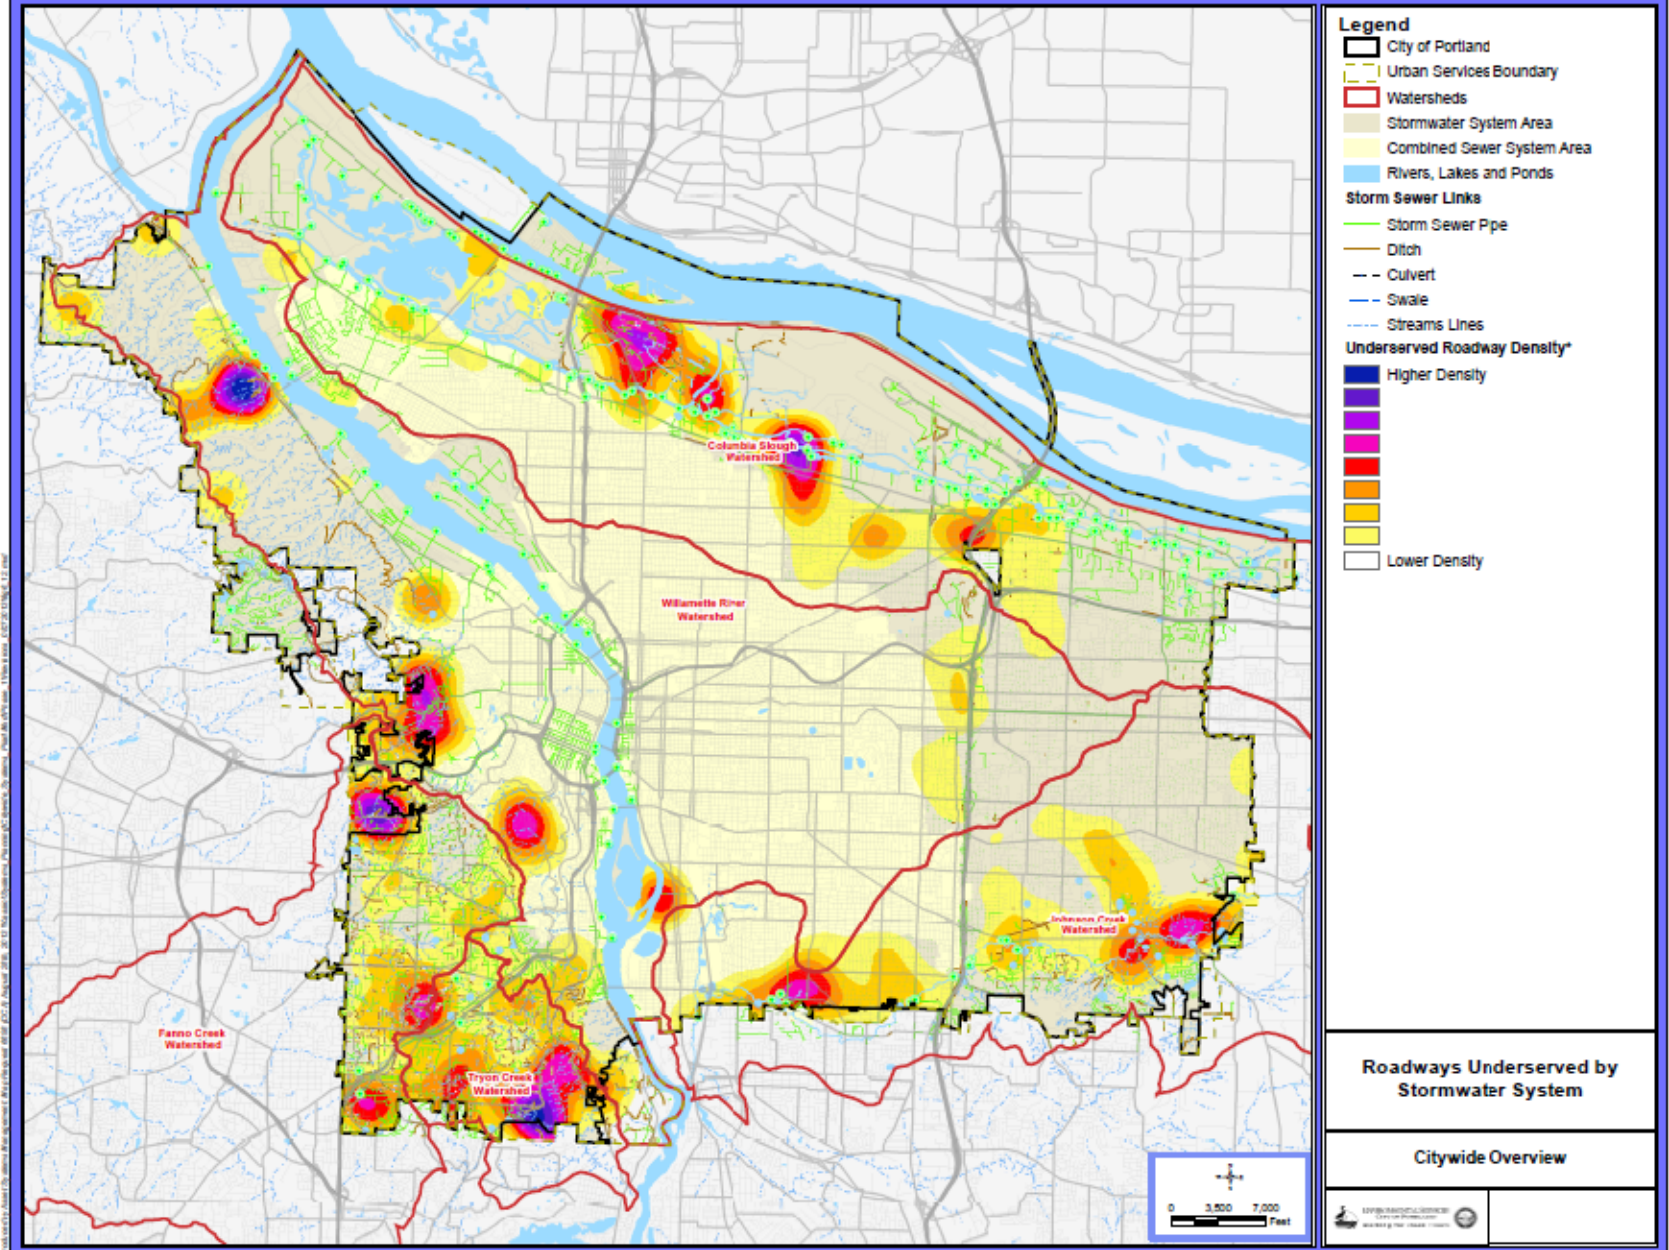 Legend
City of Portland
Urban Services Boundary
Watersheds
Stormwater System Area
Combined Sewer System Area
Rivers, Lakes and Ponds
Storm Sewer Links
Storm Sewer Pipe
Ditch
Culvert
Swale
Streams Lines
Underserved Roadway Density*
Higher Density
Lower Density
Columbia Slough
Watershed
Willamette River
Watershed
Johnson Creek
Watershed
Fanno Creek
Watershed
Tryon Creek
Watershed
0 3,500 7,000
Feet
Roadways Underserved by
Stormwater System
Citywide Overview